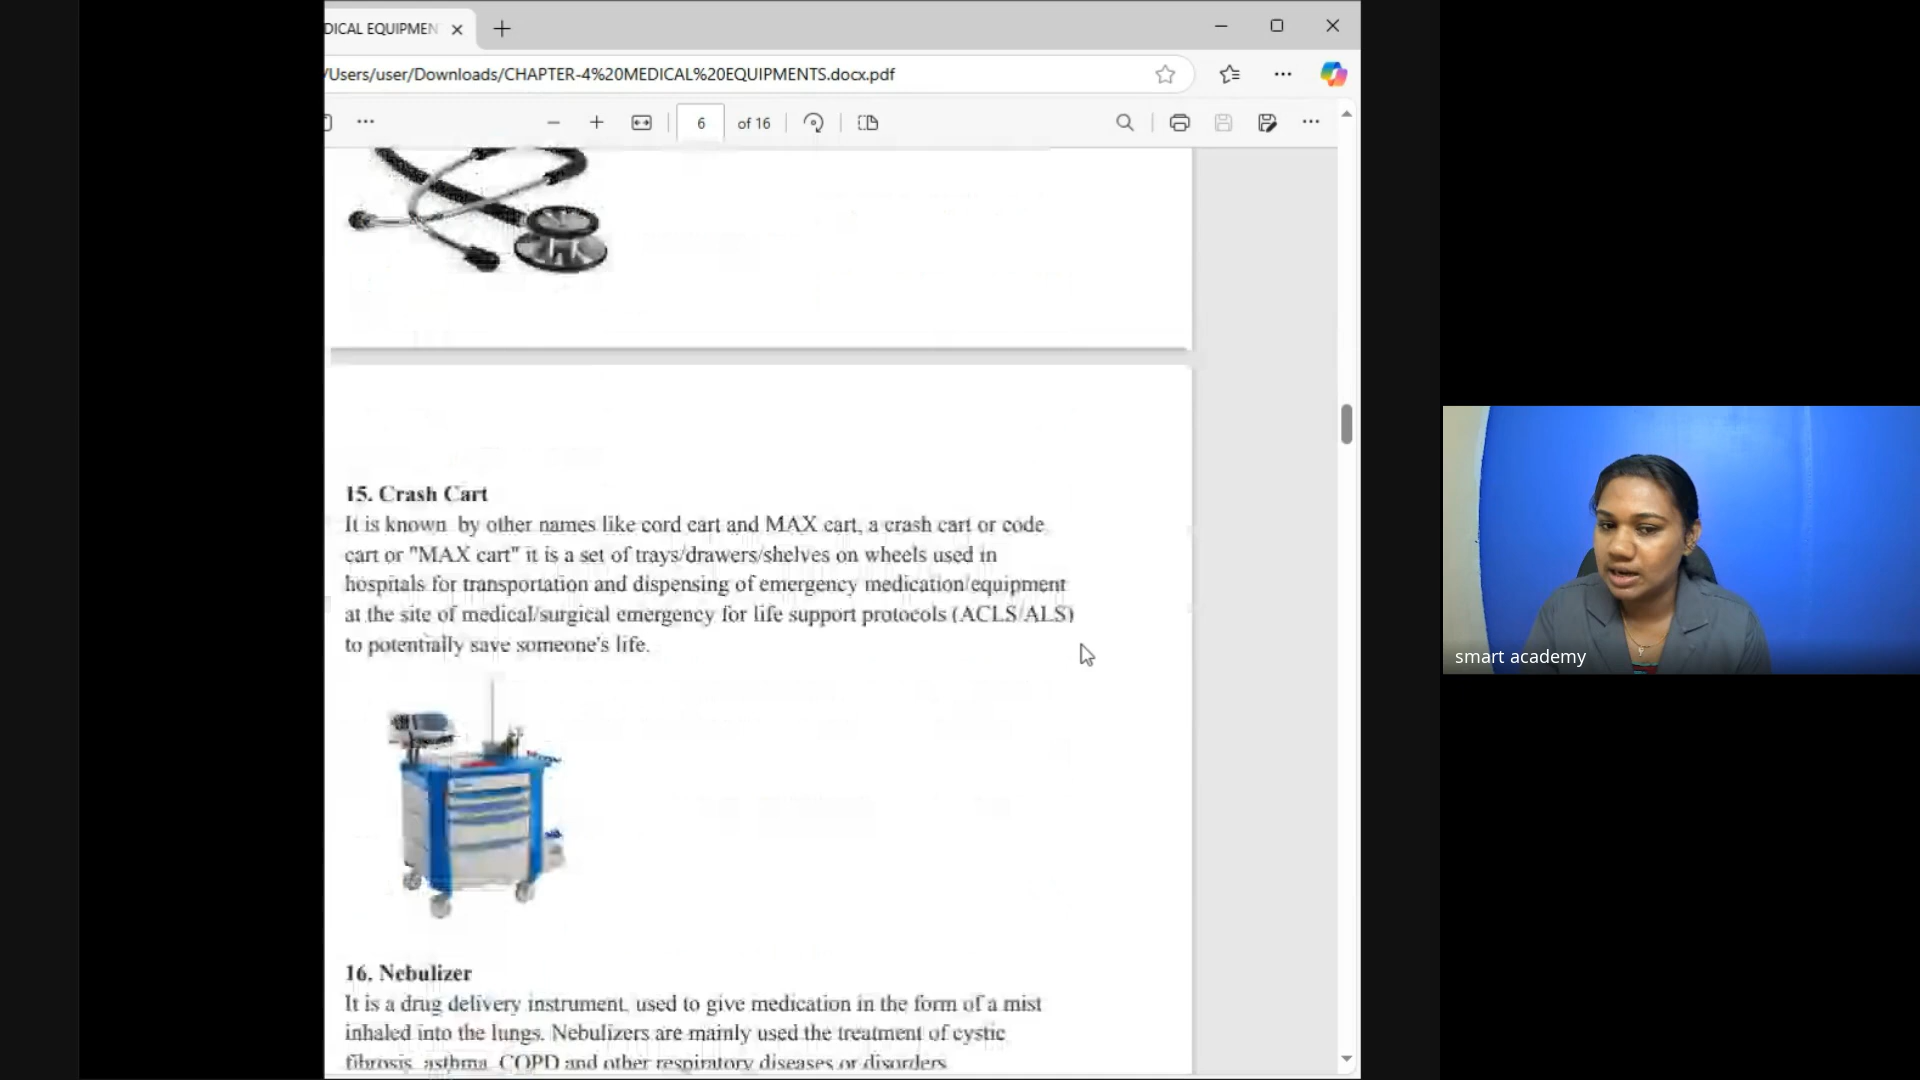 DICAL EQUIPMEN
/Users/user/Downloads/CHAPTER-4%20MEDICAL%20EQUIPMENTS.docx.pdf
6 of 16
15. Crash Cart
It is known by other names like cord cart and MAX cart, a crash cart or code
cart or "MAX cart" it is a set of trays/drawers/shelves on wheels used in
hospitals for transportation and dispensing of emergency medication/equipment
at the site of medical/surgical emergency for life support protocols (ACLS/ALS)
to potentially save someone's life.
16. Nebulizer
It is a drug delivery instrument, used to give medication in the form of a mist
inhaled into the lungs. Nebulizers are mainly used the treatment of cystic
fibrosis, asthma, COPD and other respiratory diseases or disorders
smart academy